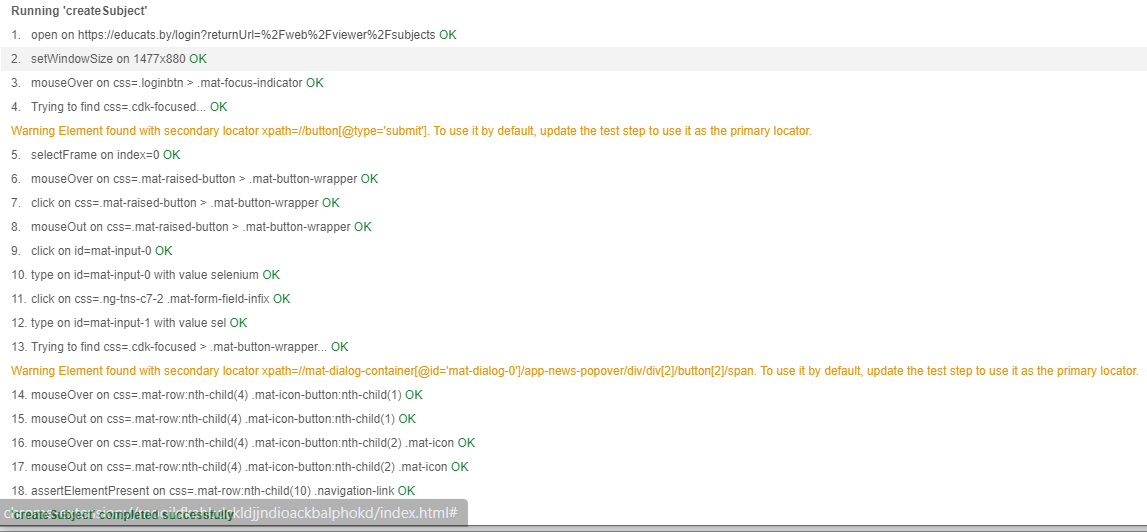 Running 'createSubject'
1. open on https://educats.by/login?returnUrl=%2Fweb%2Fviewer%2Fsubjects OK
2. setWindowSize on 1477x880 OK
3. mouseOver on css=.loginbtn > .mat-focus-indicator OK
4. Trying to find css=.cdk-focused... OK
Warning Element found with secondary locator xpath=//button[@type='submit']. To use it by default, update the test step to use it as the primary locator.
5. selectFrame on index=0 OK
6. mouseOver on css=.mat-raised-button > .mat-button-wrapper OK
7. click on css=.mat-raised-button > .mat-button-wrapper OK
8. mouseOut on css=.mat-raised-button > .mat-button-wrapper OK
9. click on id=mat-input-0 OK
10. type on id=mat-input-0 with value selenium OK
11. click on css=.ng-tns-c7-2 .mat-form-field-infix OK
12. type on id=mat-input-1 with value sel OK
13. Trying to find css=.cdk-focused > .mat-button-wrapper... OK
Warning Element found with secondary locator xpath=//mat-dialog-container[@id='mat-dialog-0']/app-news-popover/div/div[2]/button[2]/span. To use it by default, update the test step to use it as the primary locator.
14. mouseOver on css=.mat-row:nth-child(4) .mat-icon-button:nth-child(1) OK
15. mouseOut on css=.mat-row:nth-child(4) .mat-icon-button:nth-child(1) OK
16. mouseOver on css=.mat-row:nth-child(4) .mat-icon-button:nth-child(2) .mat-icon OK
17. mouseOut on css=.mat-row:nth-child(4) .mat-icon-button:nth-child(2) .mat-icon OK
18. assertElementPresent on css=.mat-row:nth-child(10) .navigation-link OK
'createSubject' completed successfully